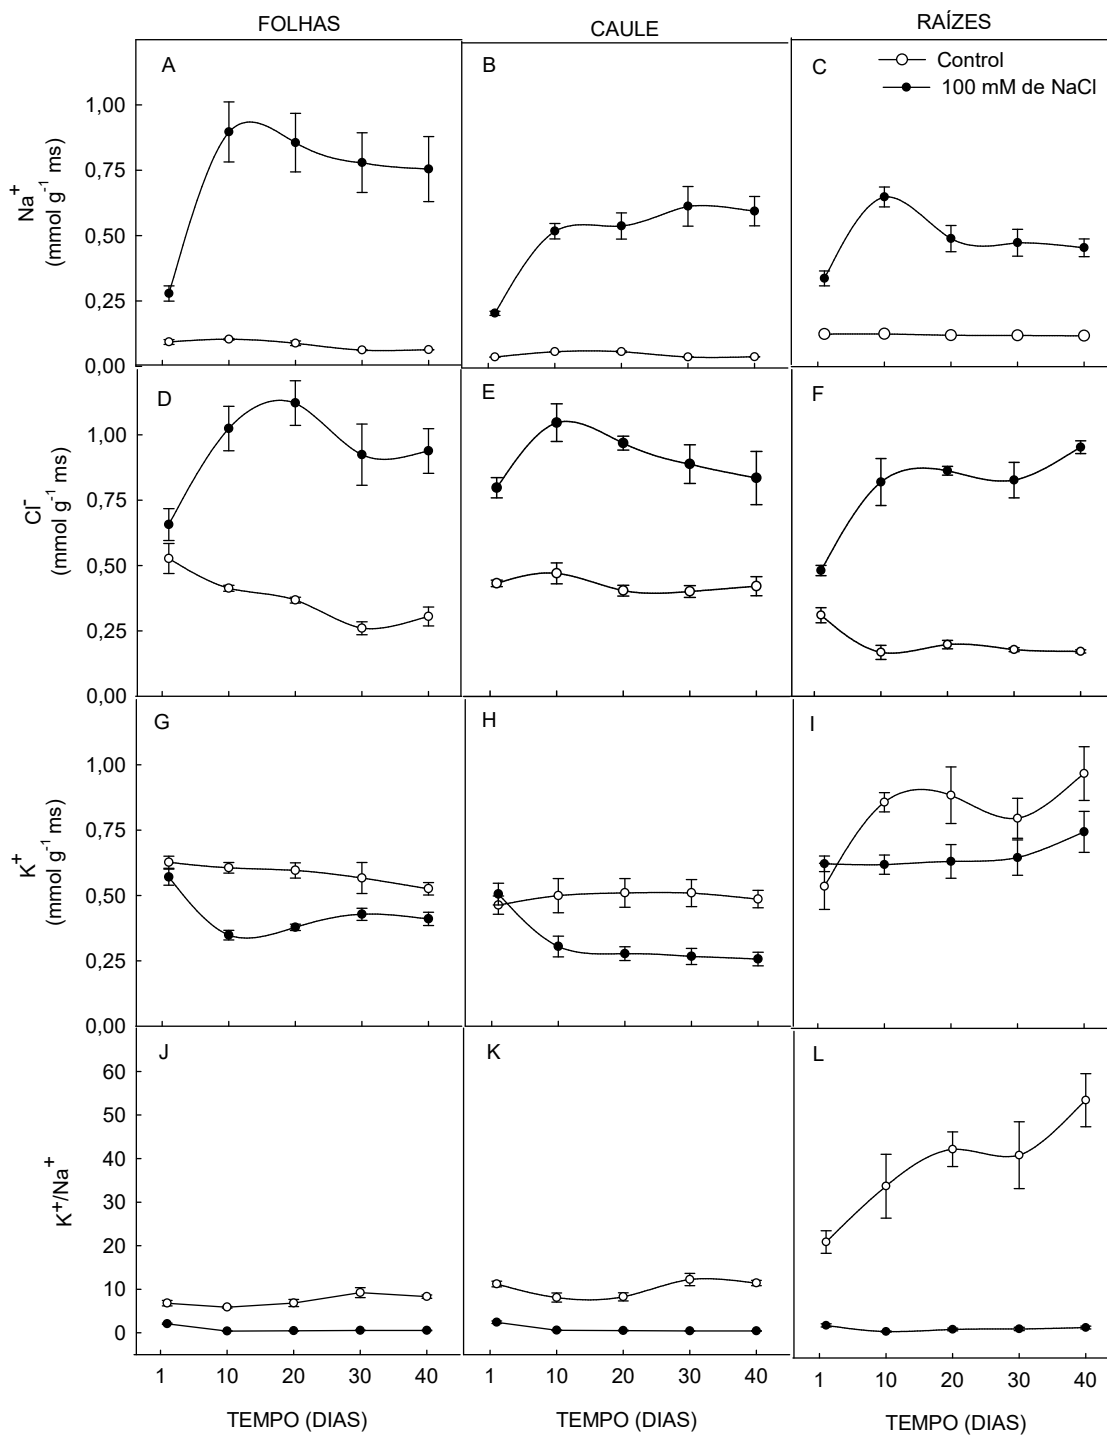 FOLHAS
CAULE
RAÍZES
A
B
C
Control
100 mM de NaCl
1,00
0,75
0,50
0,25
0,00
Na+
(mmol g-1 ms)
D
E
F
1,00
0,75
0,50
0,25
0,00
Cl-
(mmol g-1 ms)
G
H
I
1,00
0,75
0,50
0,25
0,00
K+
(mmol g-1 ms)
J
K
L
60
50
40
30
20
10
0
K+/Na+
1 10 20 30 40
1 10 20 30 40
1 10 20 30 40
TEMPO (DIAS)
TEMPO (DIAS)
TEMPO (DIAS)